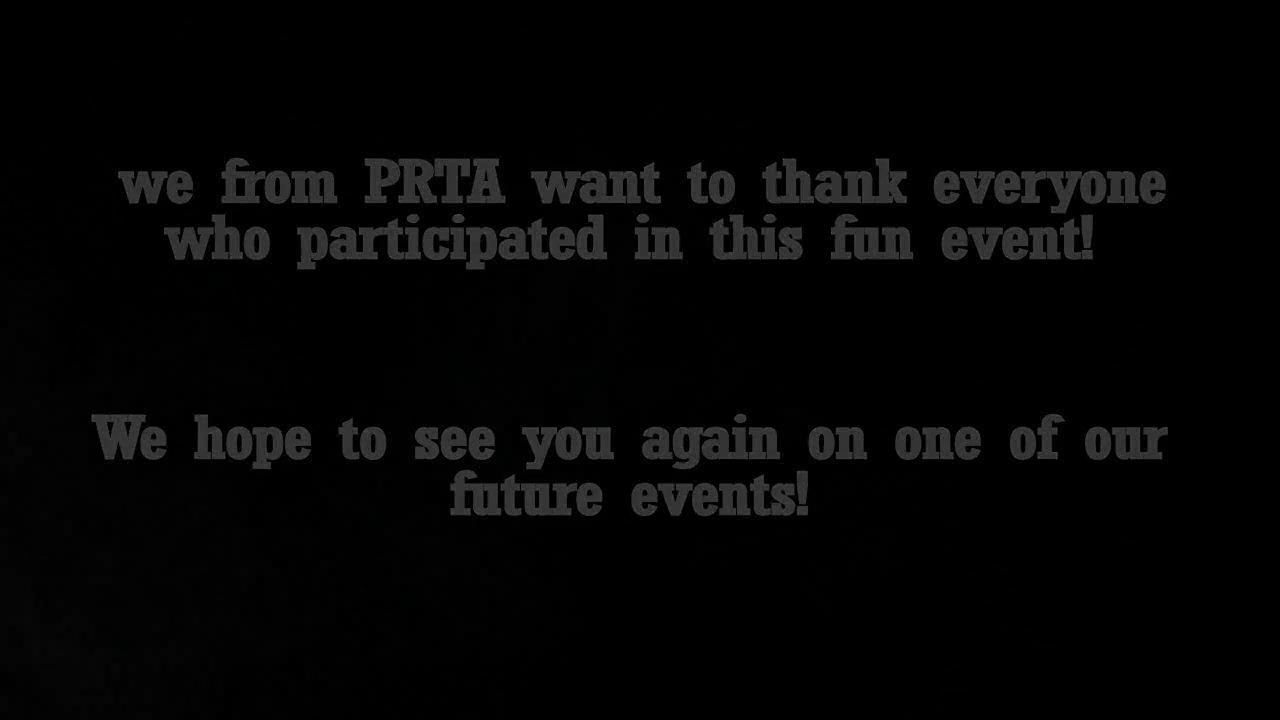 we from PRTA want to thank everyone
who participated in this fun event!
We hope to see you again on one of our
future events!